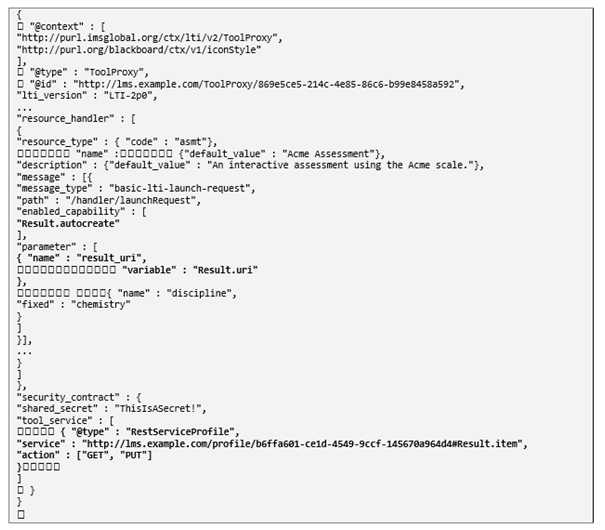 {
□ "@context" : [
"http://purl.imsglobal.org/ctx/lti/v2/ToolProxy",
"http://purl.org/blackboard/ctx/v1/iconStyle"
],
□ "@type" : "ToolProxy",
□ "@id" : "http://lms.example.com/ToolProxy/869e5ce5-214c-4e85-86c6-b99e8458a592",
"lti_version" : "LTI-2p0",
...
"resource_handler" : [
{
"resource_type" : { "code" : "asmt"},
□□□□□□□ "name" :□□□□□□□ {"default_value" : "Acme Assessment"},
"description" : {"default_value" : "An interactive assessment using the Acme scale."},
"message" : [{
"message_type" : "basic-lti-launch-request",
"path" : "/handler/launchRequest",
"enabled_capability" : [
"Result.autocreate"
],
"parameter" : [
{ "name" : "result_uri",
□□□□□□□□□□□□□ "variable" : "Result.uri"
},
□□□□□□□ □□□□{ "name" : "discipline",
"fixed" : "chemistry"
}
]
}],
...
}
]
},
"security_contract" : {
"shared_secret" : "ThisIsASecret!",
"tool_service" : [
□□□□□ { "@type" : "RestServiceProfile",
"service" : "http://lms.example.com/profile/b6ffa601-ce1d-4549-9ccf-145670a964d4#Result.item",
"action" : ["GET", "PUT"]
}□□□□□
]
□ }
}
□